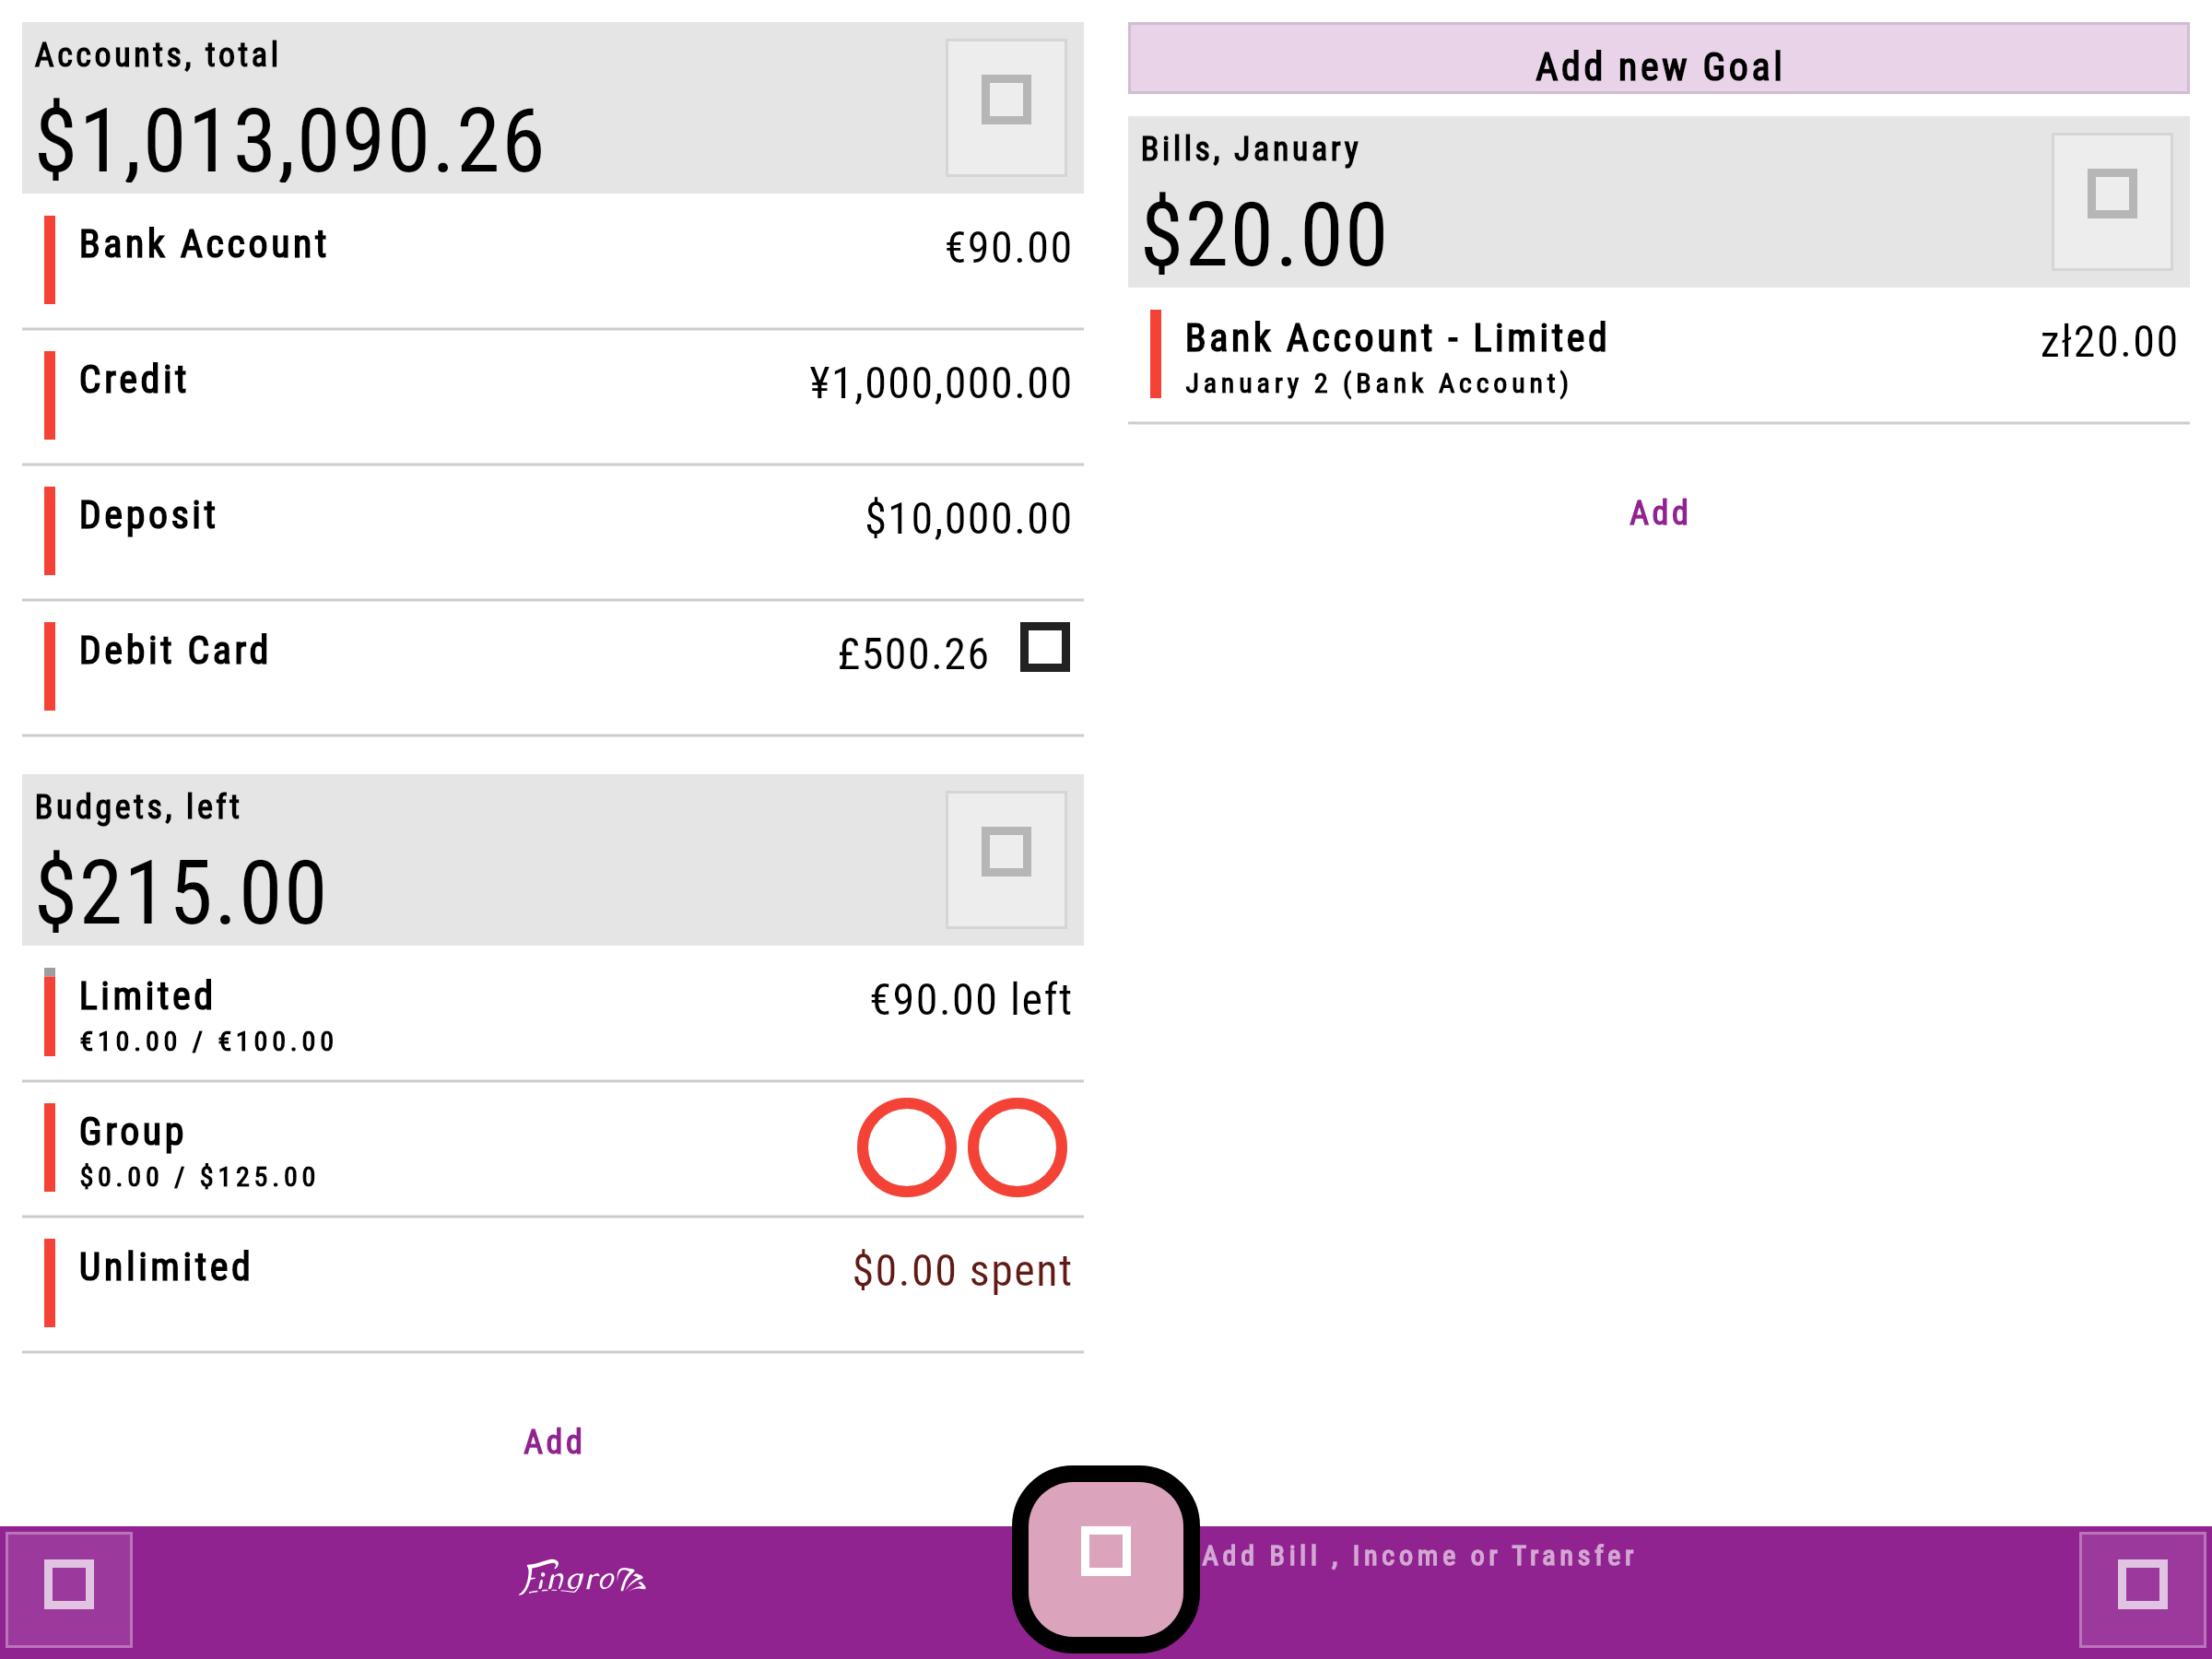 Accounts, total
$1,013,090.26
Bank Account
€90.00
Credit
¥1,000,000.00
Deposit
$10,000.00
Debit Card
£500.26
Budgets, left
$215.00
Limited
€90.00 left
€10.00 / €100.00
Group
$0.00 / $125.00
Unlimited
$0.00 spent
Add
Add new Goal
Bills, January
$20.00
Bank Account - Limited
zł20.00
January 2 (Bank Account)
Add
Fingro
Add Bill , Income or Transfer